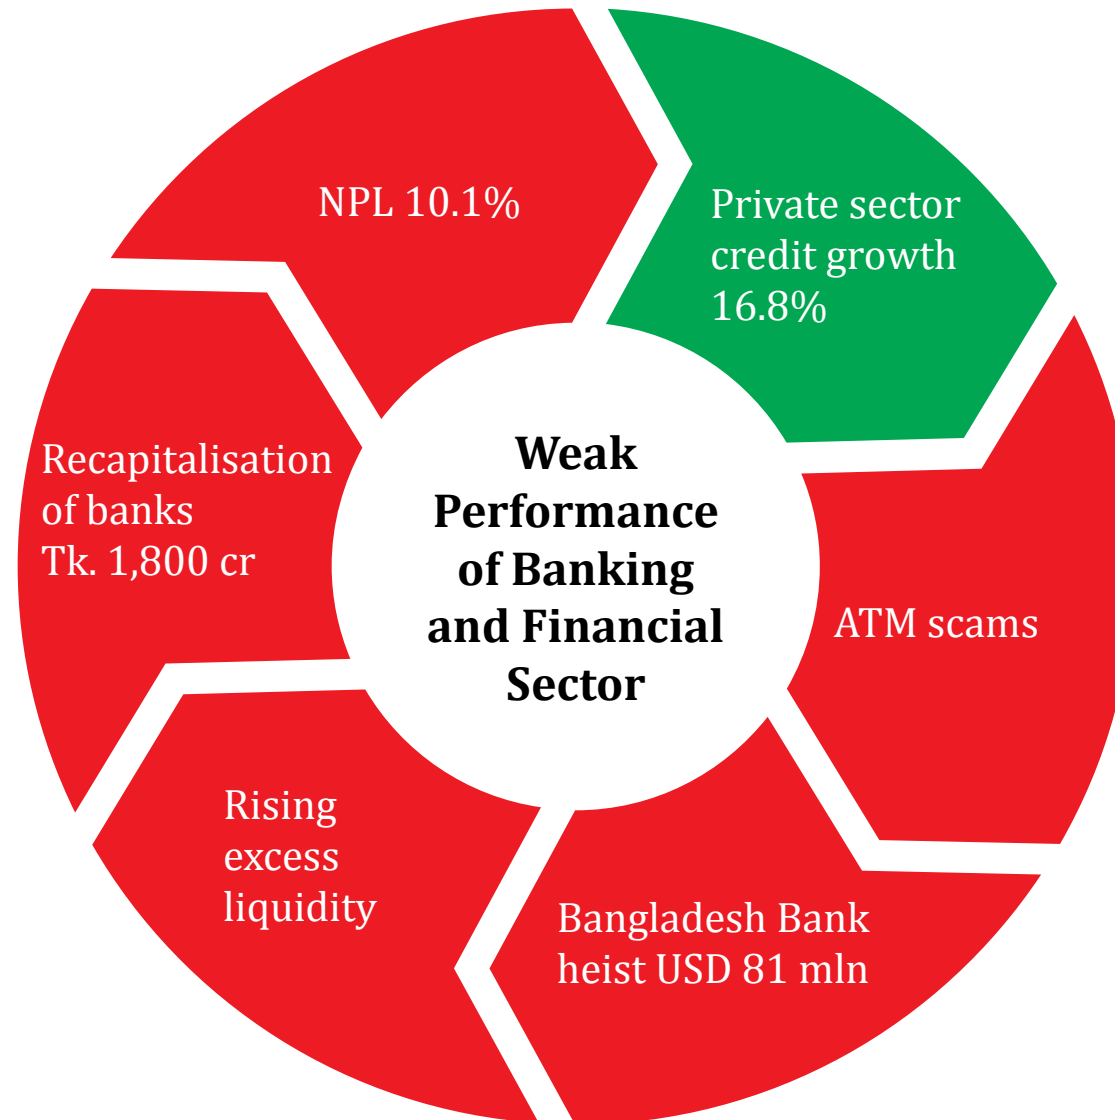 NPL 10.1%
Private sector
credit growth
16.8%
Recapitalisation
of banks
Tk. 1,800 cr
Weak
Performance
of Banking
and Financial
Sector
ATM scams
Rising
excess
liquidity
Bangladesh Bank
heist USD 81 mln